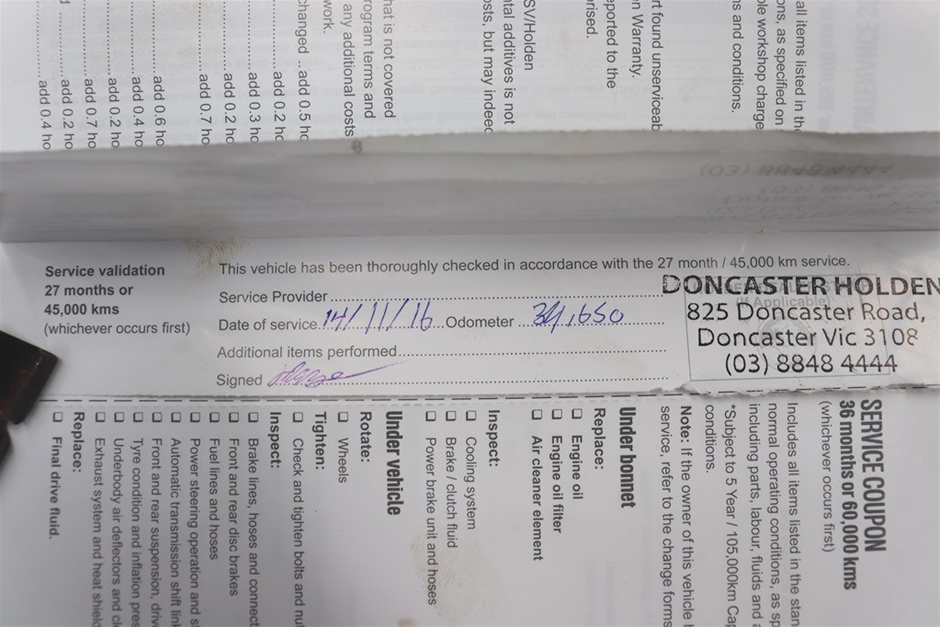 all items listed in the
ons, as specified on
le workshop charge
ns and conditions.
rt found unserviceab
n Warranty.
eported to the
orised.
SV/Holden
tal additives is not
osts, but may indeed
hat is not covered
rogram terms and
any additional costs
work.
changed ..add 0.5 ho
add 0.2 ho
add 0.3 ho
add 0.2 ho
add 0.7 ho
add 0.6 ho
add 0.4 ho
add 0.2 ho
add 0.7 ho
add 0.2 ho
add 0.4 ho
(03) 8848 4444
Service validation
27 months or
45,000 kms
(whichever occurs first)
This vehicle has been thoroughly checked in accordance with the 27 month / 45,000 km service.
Service Provider
Date of service 14/11/16 Odometer
Additional items performed
Signed
DONCASTER HOLDEN
(If Applicable)
825 Doncaster Road,
Doncaster Vic 3108
(03) 8848 4444
SERVICE COUPON
36 months or 60,000 kms
(whichever occurs first)
Includes all items listed in the stan
normal operating conditions, as sp
including parts, labour, fluids and
*Subject to 5 Year / 105,000km Cap
conditions.
Note: If the owner of this vehicle
service, refer to the change forms
Under bonnet
Replace:
Engine oil
Engine oil filter
Air cleaner element
Inspect:
Cooling system
Brake / clutch fluid
Power brake unit and hoses
Under vehicle
Rotate:
Wheels
Tighten:
Check and tighten bolts and nu
Inspect:
Brake lines, hoses and connect
Front and rear disc brakes
Fuel lines and hoses
Power steering operation and s
Automatic transmission shift lin
Front and rear suspension, driv
Tyre condition and inflation pres
Underbody air deflectors and cl
Exhaust system and heat shield
Replace:
Final drive fluid.